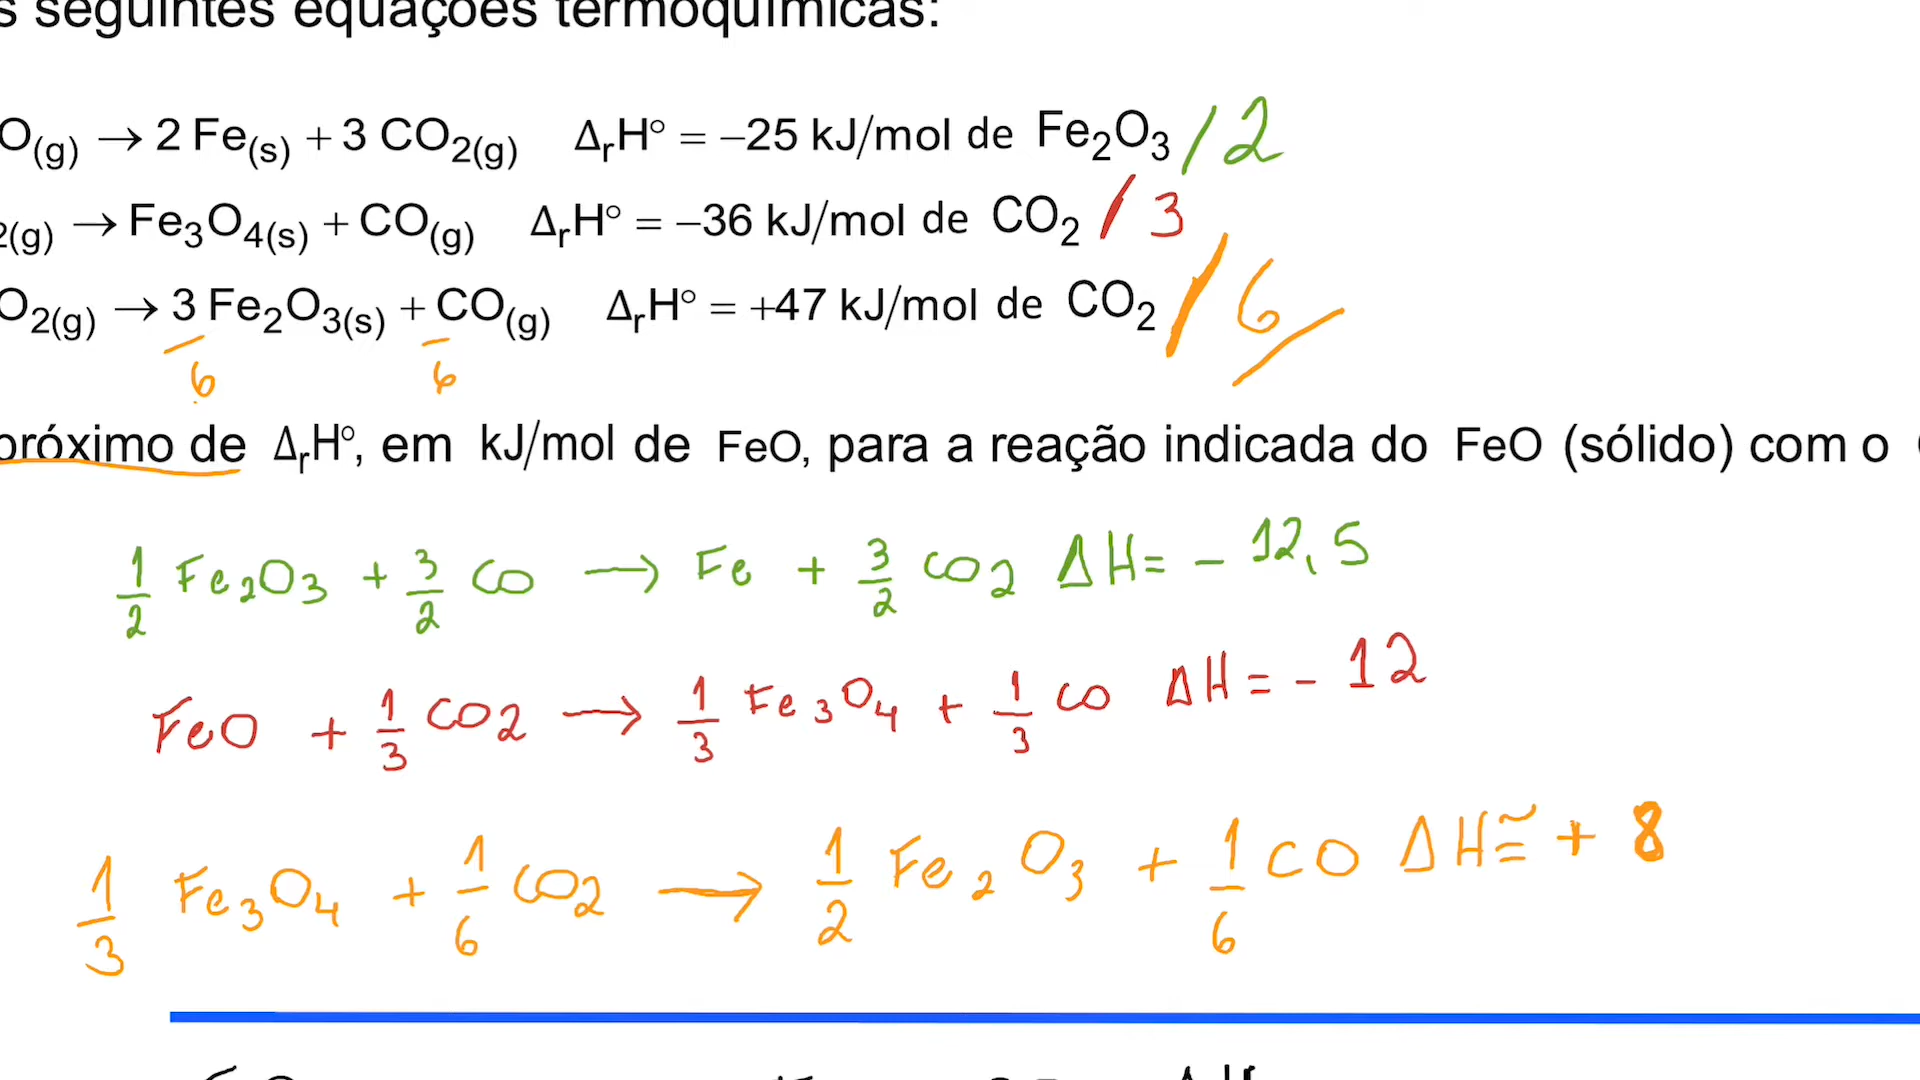 s seguintes equações termoquímicas:
O(g) → 2 Fe(s) + 3 CO2(g) ΔrH° = −25 kJ/mol de Fe2O3 / 2
2(g) → Fe3O4(s) + CO(g) ΔrH° = −36 kJ/mol de CO2 / 3
O2(g) → 3 Fe2O3(s) + CO(g) ΔrH° = +47 kJ/mol de CO2 / 6
6 6
próximo de ΔrH°, em kJ/mol de FeO, para a reação indicada do FeO (sólido) com o
1/2 Fe2O3 + 3/2 CO → Fe + 3/2 CO2 ΔH = - 12,5
FeO + 1/3 CO2 → 1/3 Fe3O4 + 1/3 CO ΔH = - 12
1/3 Fe3O4 + 1/6 CO2 → 1/2 Fe2O3 + 1/6 CO ΔH ≅ + 8